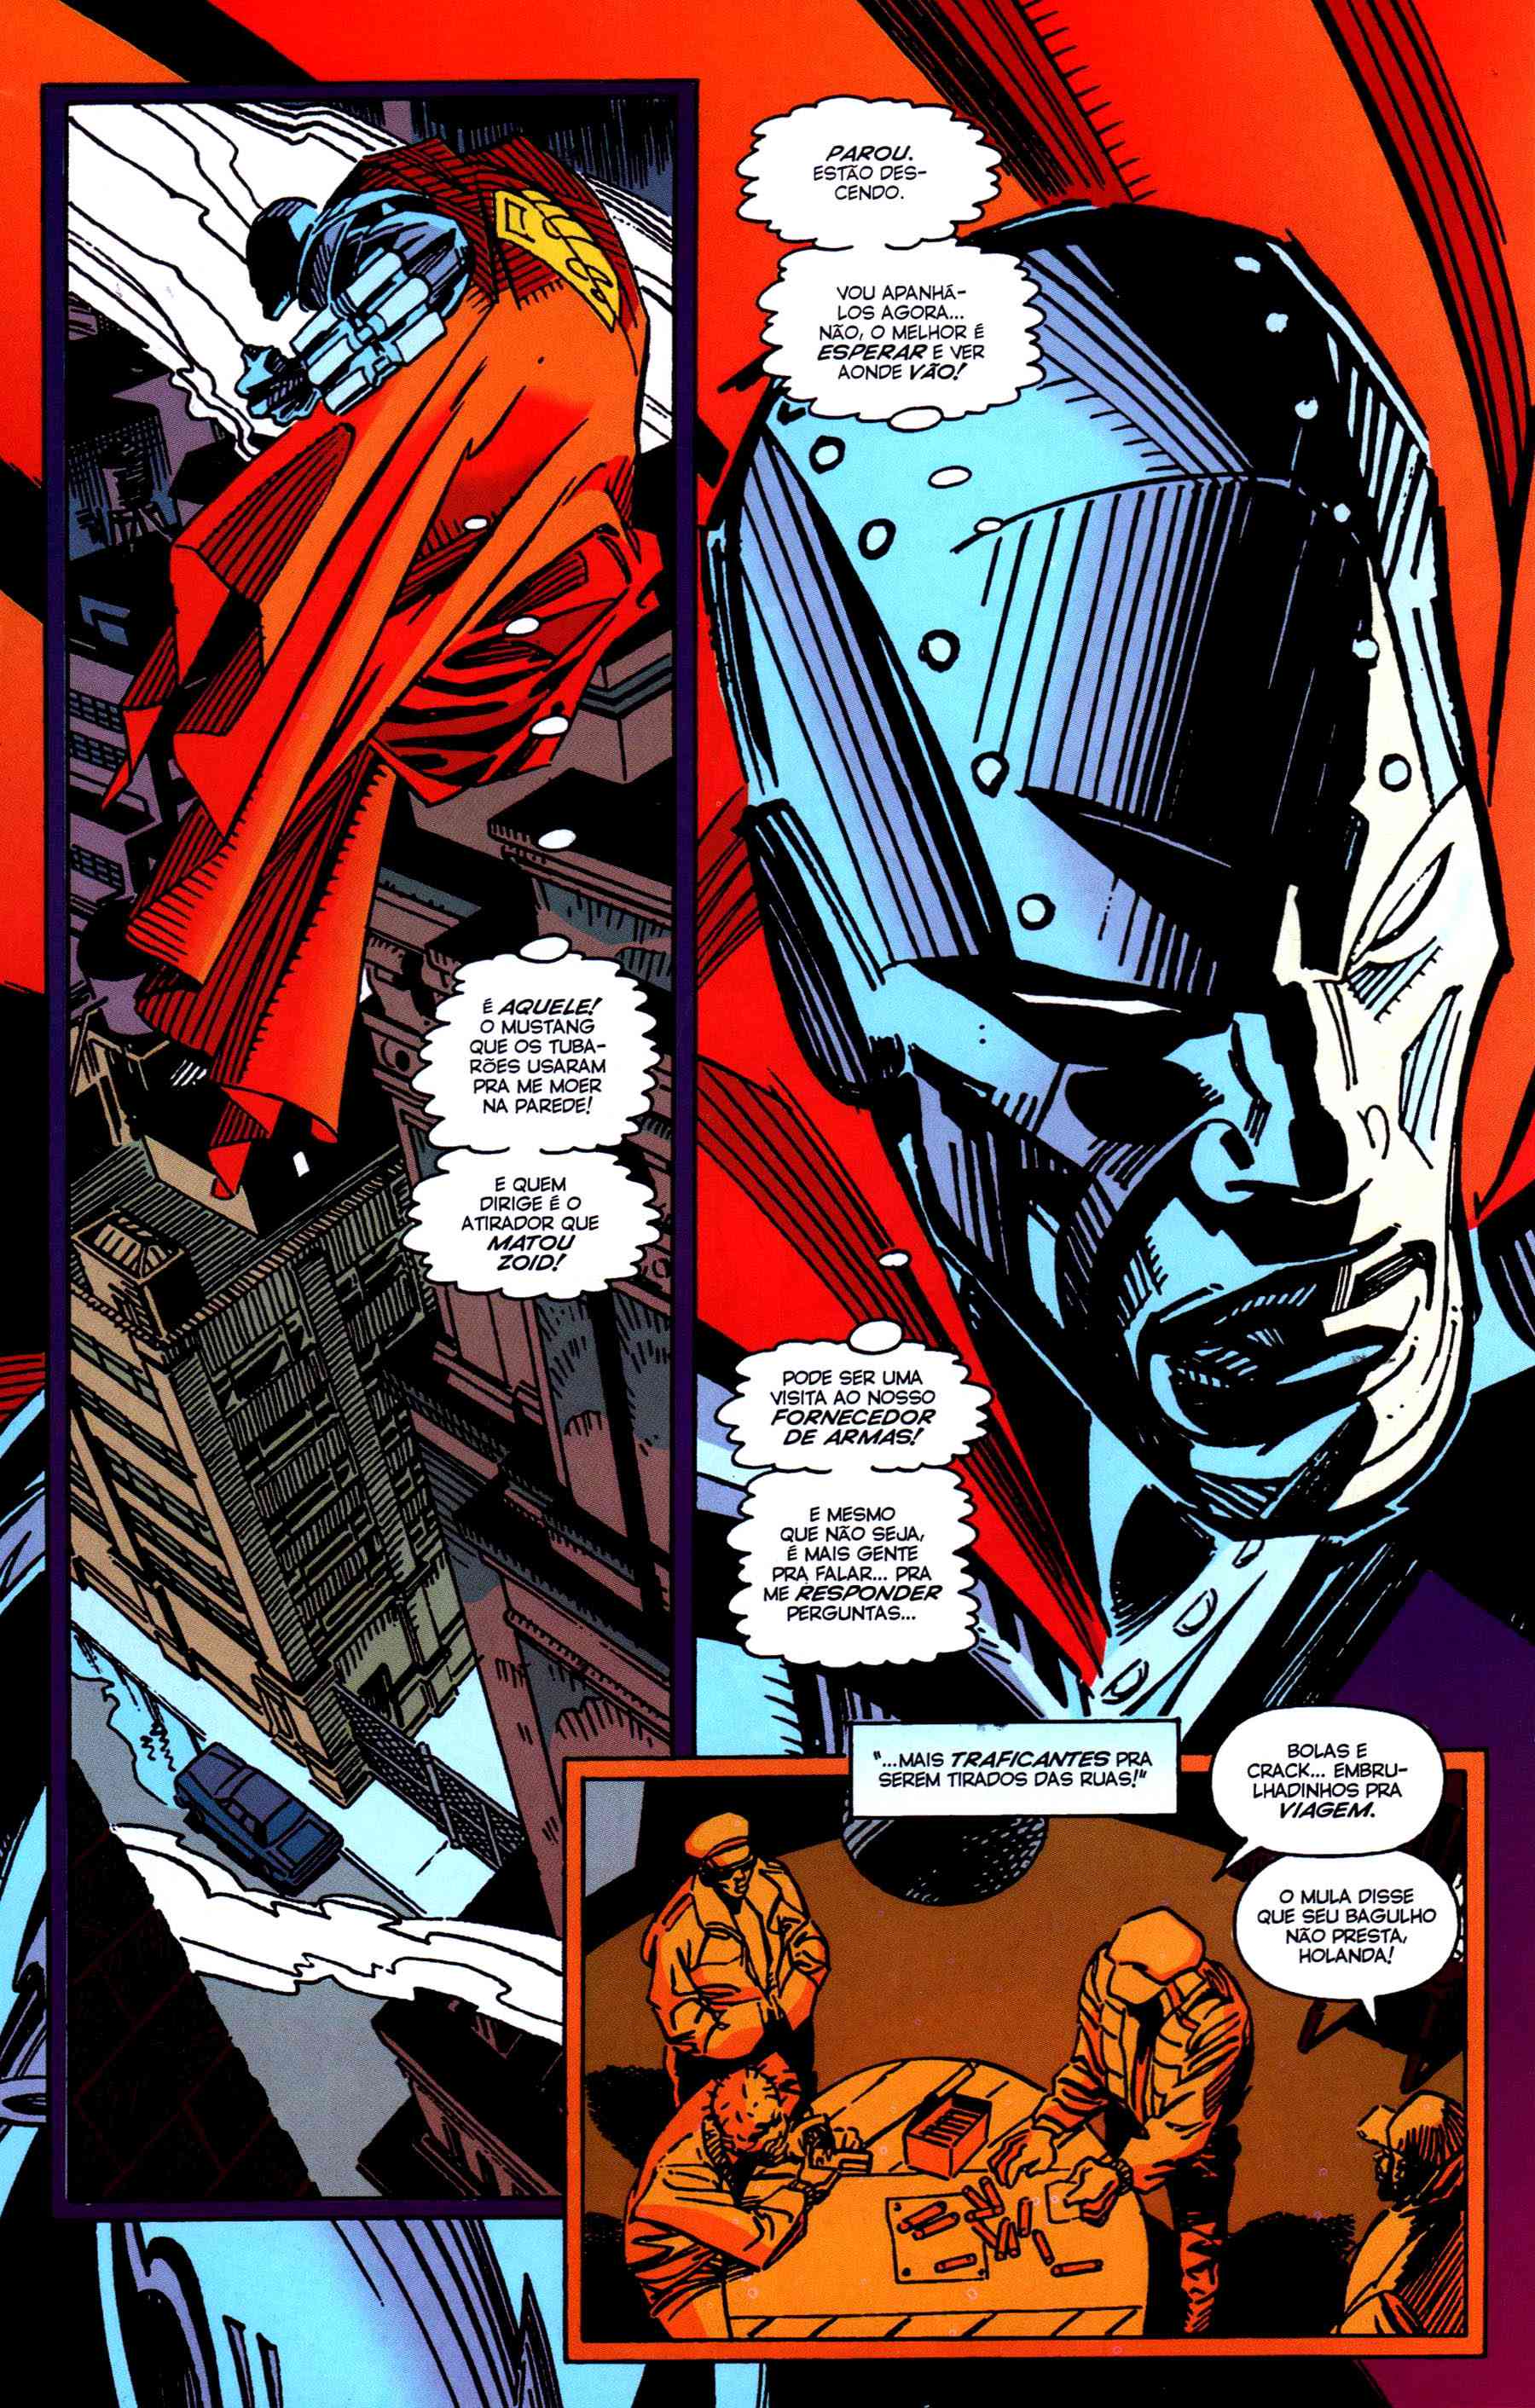 É AQUELE!
O MUSTANG
QUE OS TUBA-
RÕES USARAM
PRA ME MOER
NA PAREDE!
E QUEM
DIRIGE É O
ATIRADOR QUE
MATOU
ZOID!
PAROU.
ESTÃO DES-
CENDO.
VOU APANHÁ-
LOS AGORA...
NÃO, O MELHOR É
ESPERAR E VER
AONDE VÃO!
PODE SER UMA
VISITA AO NOSSO
FORNECEDOR
DE ARMAS!
E MESMO
QUE NÃO SEJA,
É MAIS GENTE
PRA FALAR... PRA
ME RESPONDER
PERGUNTAS...
"...MAIS TRAFICANTES PRA
SEREM TIRADOS DAS RUAS!"
BOLAS E
CRACK... EMBRU-
LHADINHOS PRA
VIAGEM.
O MULA DISSE
QUE SEU BAGULHO
NÃO PRESTA,
HOLANDA!